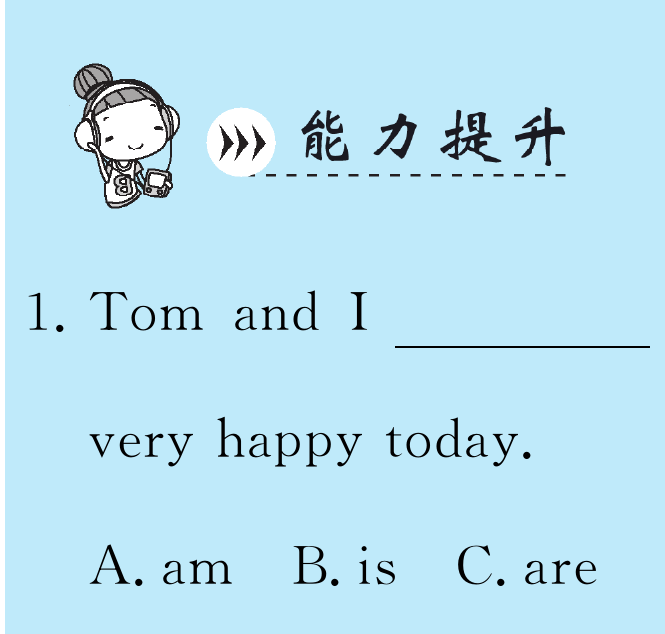 能力提升
1. Tom and I ________
very happy today.
A. am B. is C. are